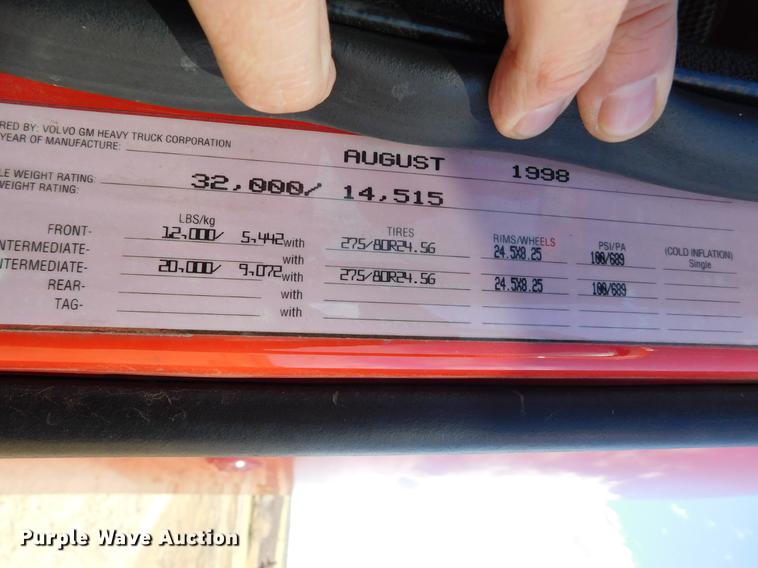 RED BY: VOLVO GM HEAVY TRUCK CORPORATION
YEAR OF MANUFACTURE: AUGUST 1998
LE WEIGHT RATING: 32,000/ 14,515
WEIGHT RATING:
LBS/kg TIRES RIMS/WHEELS PSI/PA (COLD INFLATION)
FRONT- 12,000/ 5,442 with 275/80R24.5G 24.5X8.25 100/689 Single
NTERMEDIATE- with
NTERMEDIATE- 20,000/ 9,072 with 275/80R24.5G 24.5X8.25 100/689
REAR- with
TAG- with
Purple Wave Auction